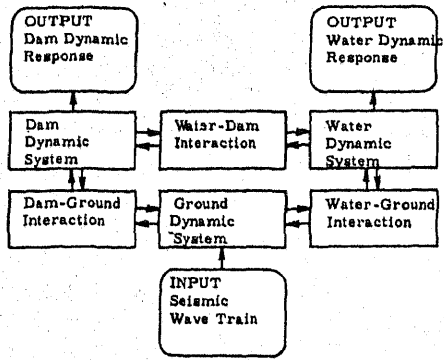 OUTPUT
Dam Dynamic
Response
OUTPUT
Water Dynamic
Response
Dam
Dynamic
System
Water-Dam
Interaction
Water
Dynamic
System
Dam-Ground
Interaction
Ground
Dynamic
System
Water-Ground
Interaction
INPUT
Seismic
Wave Train